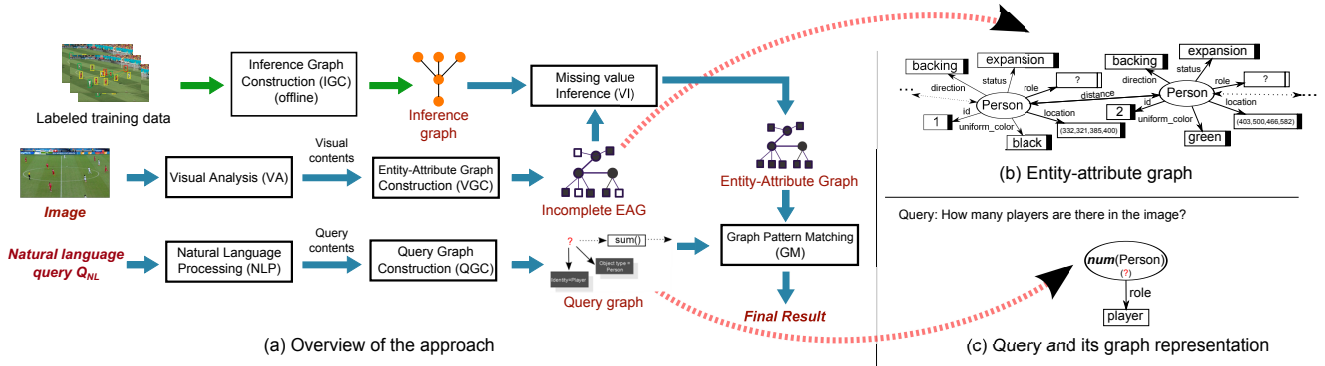 Labeled training data
Inference Graph
Construction (IGC)
(offline)
Inference
graph
Missing value
Inference (VI)
Image
Visual Analysis (VA)
Visual
contents
Entity-Attribute Graph
Construction (VGC)
Incomplete EAG
Entity-Attribute Graph
Natural language
query Q_NL
Natural Language
Processing (NLP)
Query
contents
Query Graph
Construction (QGC)
?
sum()
Object type =
Person
Identity=Player
Query graph
Graph Pattern Matching
(GM)
Final Result
(a) Overview of the approach
backing
expansion
direction
status
role
?
Person
distance
1
id
location
uniform_color
(332,321,385,400)
black
backing
expansion
direction
status
role
?
Person
2
id
location
uniform_color
(403,500,466,582)
green
...
...
(b) Entity-attribute graph
Query: How many players are there in the image?
num(Person)
(?)
role
player
(c) Query and its graph representation